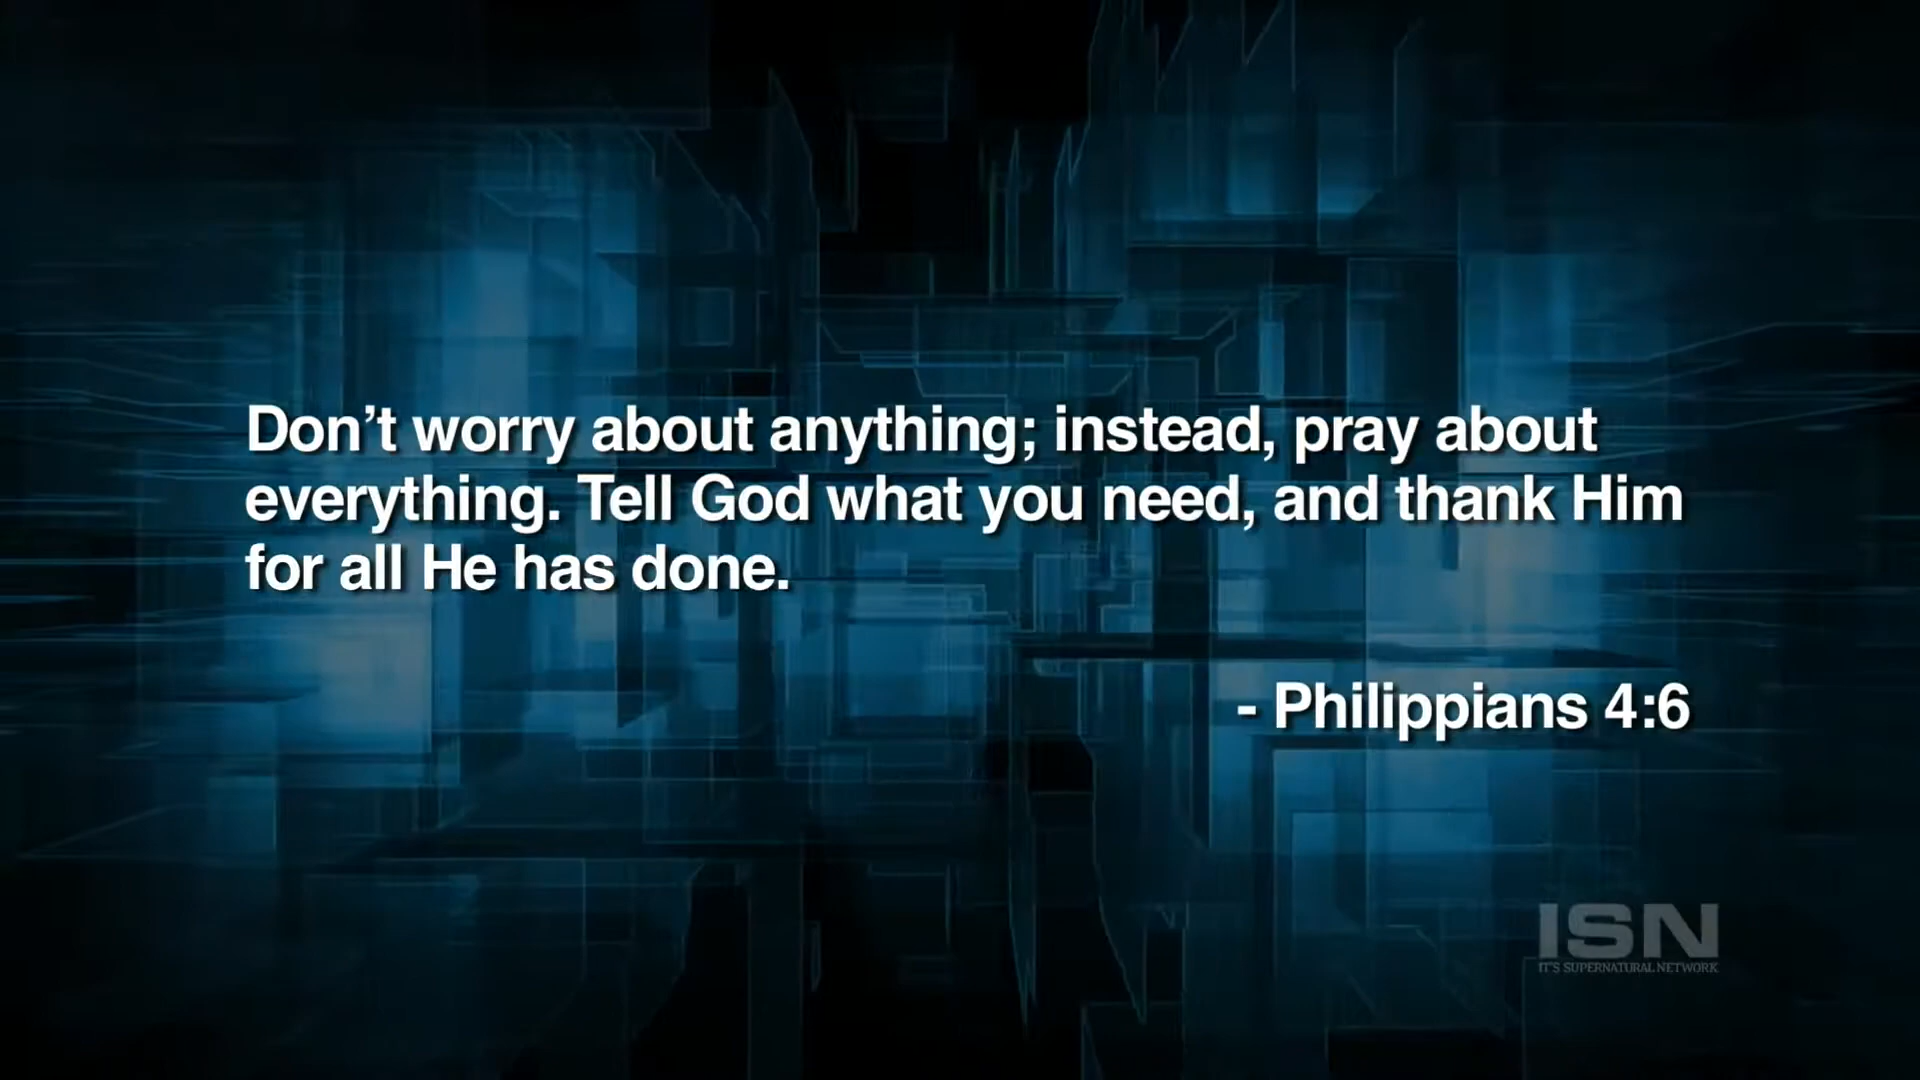 Don’t worry about anything; instead, pray about
everything. Tell God what you need, and thank Him
for all He has done.
- Philippians 4:6
ISN
IT'S SUPERNATURAL NETWORK